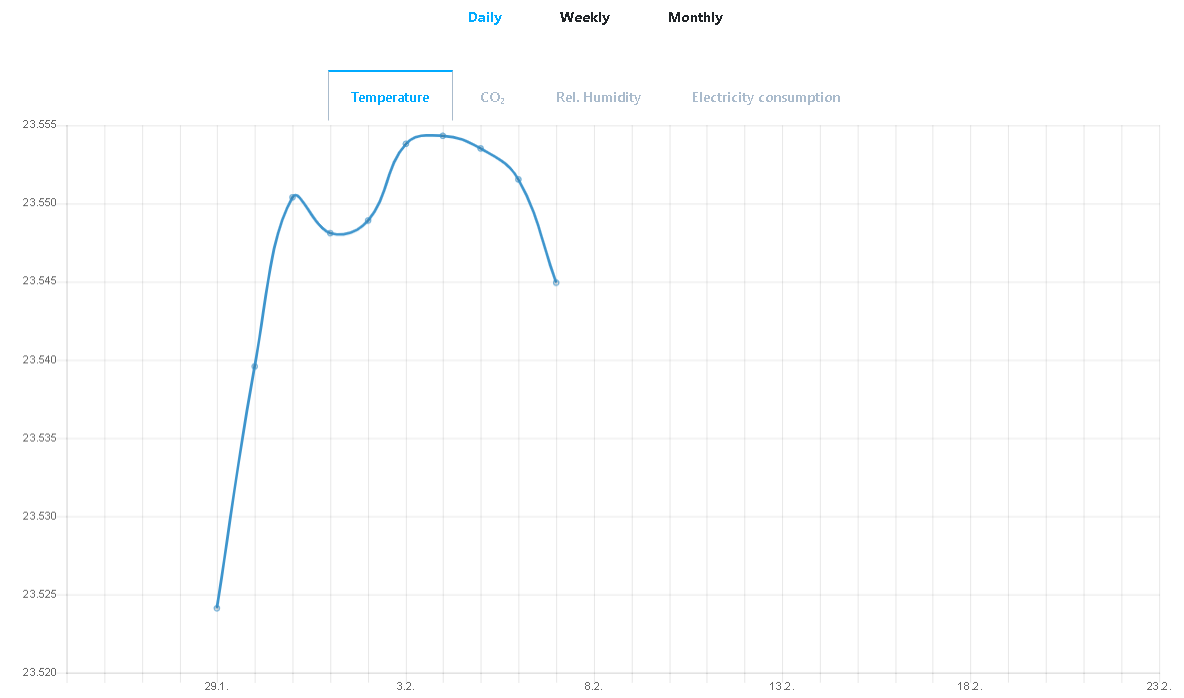 Daily Weekly Monthly
Temperature CO₂ Rel. Humidity Electricity consumption
23.555
23.550
23.545
23.540
23.535
23.530
23.525
23.520
29.1. 3.2. 8.2. 13.2. 18.2. 23.2.